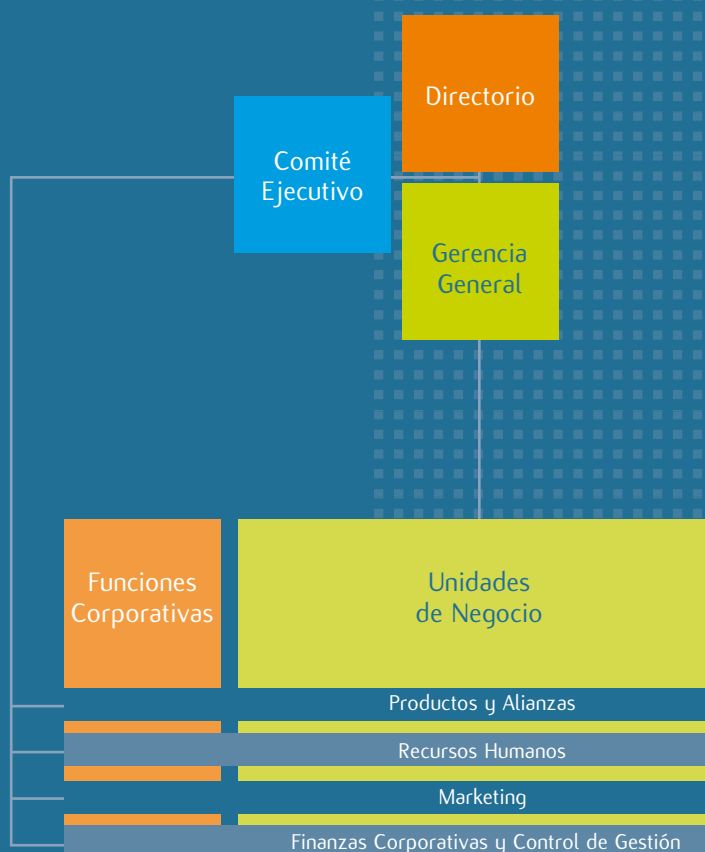 Directorio
Comité
Ejecutivo
Gerencia
General
Funciones
Corporativas
Unidades
de Negocio
Productos y Alianzas
Recursos Humanos
Marketing
Finanzas Corporativas y Control de Gestión